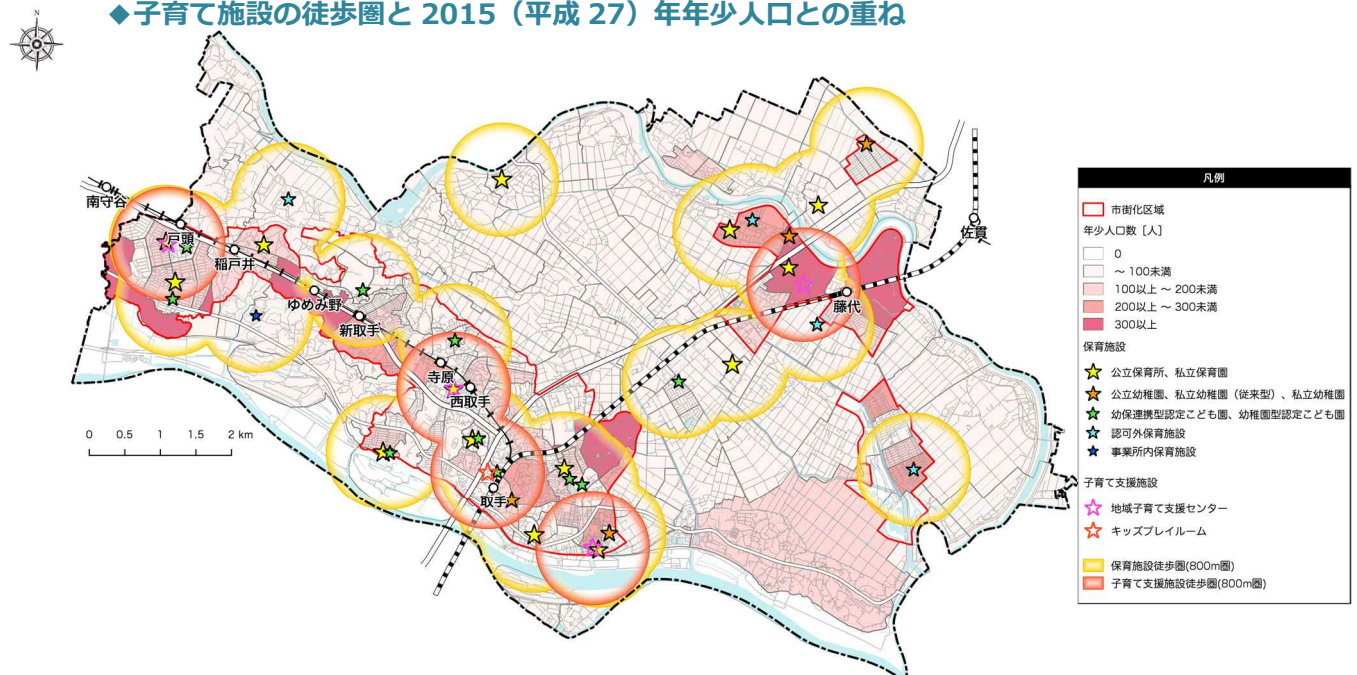 ◆子育て施設の徒歩圏と 2015（平成 27）年年少人口との重ね
N
南守谷
戸頭
稲戸井
ゆめみ野
新取手
寺原
西取手
取手
藤代
佐貫
0 0.5 1 1.5 2 km
凡例
市街化区域
年少人口数［人］
0
～ 100未満
100以上 ～ 200未満
200以上 ～ 300未満
300以上
保育施設
公立保育所、私立保育園
公立幼稚園、私立幼稚園（従来型）、私立幼稚園
幼保連携型認定こども園、幼稚園型認定こども園
認可外保育施設
事業所内保育施設
子育て支援施設
地域子育て支援センター
キッズプレイルーム
保育施設徒歩圏(800m圏)
子育て支援施設徒歩圏(800m圏)